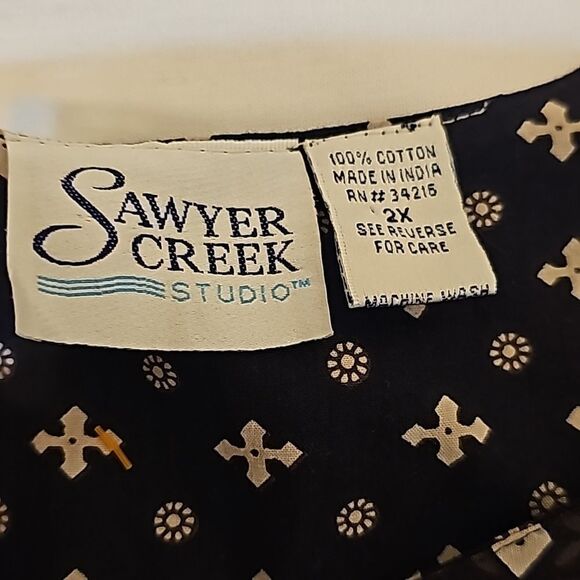 SAWYER
CREEK
STUDIO™
100% COTTON
MADE IN INDIA
RN# 34216
2X
SEE REVERSE
FOR CARE
MACHINE WASH